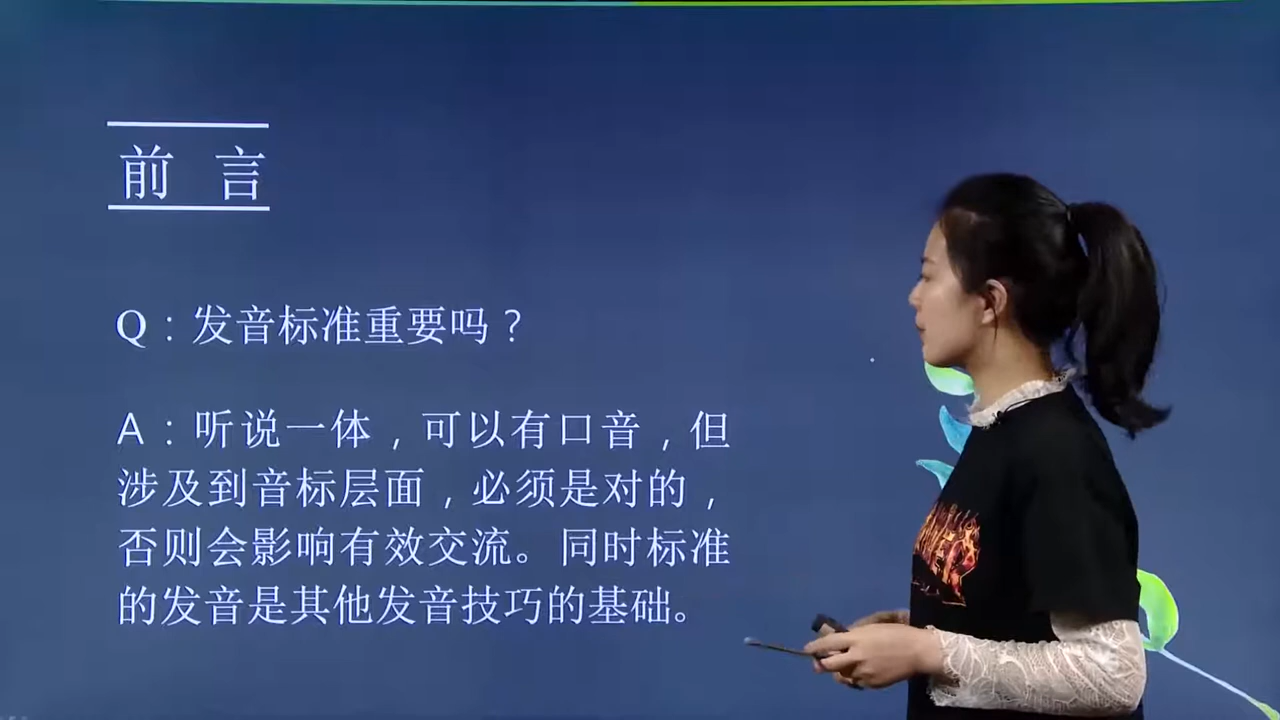 前 言
Q：发音标准重要吗？
A：听说一体，可以有口音，但
涉及到音标层面，必须是对的，
否则会影响有效交流。同时标准
的发音是其他发音技巧的基础。